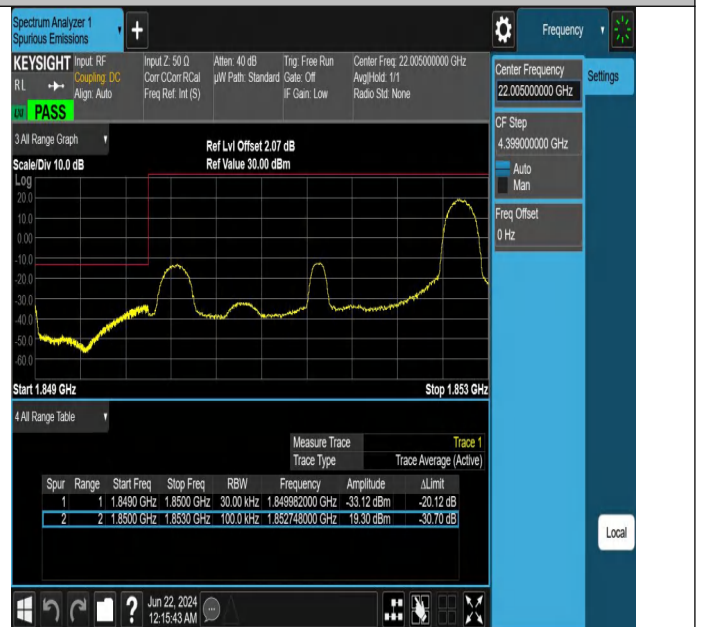 Spectrum Analyzer 1
Spurious Emissions
+
Frequency
KEYSIGHT
RL
Input: RF
Coupling: DC
Align: Auto
Input Z: 50 Ω
Corr CCorr RCal
Freq Ref: Int (S)
Atten: 40 dB
µW Path: Standard
Trig: Free Run
Gate: Off
IF Gain: Low
Center Freq: 22.005000000 GHz
Avg|Hold: 1/1
Radio Std: None
PASS
Center Frequency
22.005000000 GHz
Settings
CF Step
4.399000000 GHz
Auto
Man
Freq Offset
0 Hz
3 All Range Graph
Ref Lvl Offset 2.07 dB
Scale/Div 10.0 dB
Ref Value 30.00 dBm
Log
20.0
10.0
0.00
-10.0
-20.0
-30.0
-40.0
-50.0
-60.0
Start 1.849 GHz
Stop 1.853 GHz
4 All Range Table
Measure Trace Trace 1
Trace Type Trace Average (Active)
Spur Range Start Freq Stop Freq RBW Frequency Amplitude ΔLimit
1 1 1.8490 GHz 1.8500 GHz 30.00 kHz 1.849982000 GHz -33.12 dBm -20.12 dB
2 2 1.8500 GHz 1.8530 GHz 100.0 kHz 1.852748000 GHz 19.30 dBm -30.70 dB
Local
?
Jun 22, 2024
12:15:43 AM